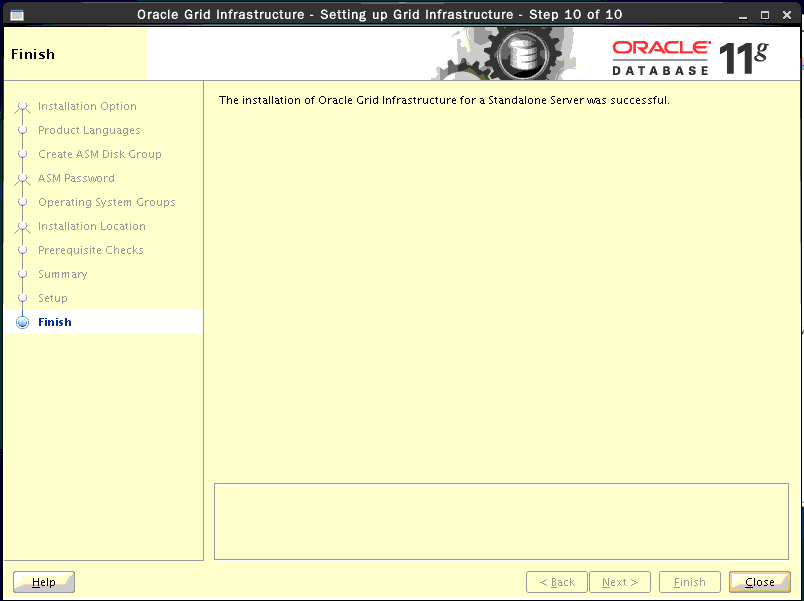 Oracle Grid Infrastructure - Setting up Grid Infrastructure - Step 10 of 10
Finish
ORACLE
DATABASE
11g
Installation Option
Product Languages
Create ASM Disk Group
ASM Password
Operating System Groups
Installation Location
Prerequisite Checks
Summary
Setup
Finish
The installation of Oracle Grid Infrastructure for a Standalone Server was successful.
Help
< Back
Next >
Finish
Close